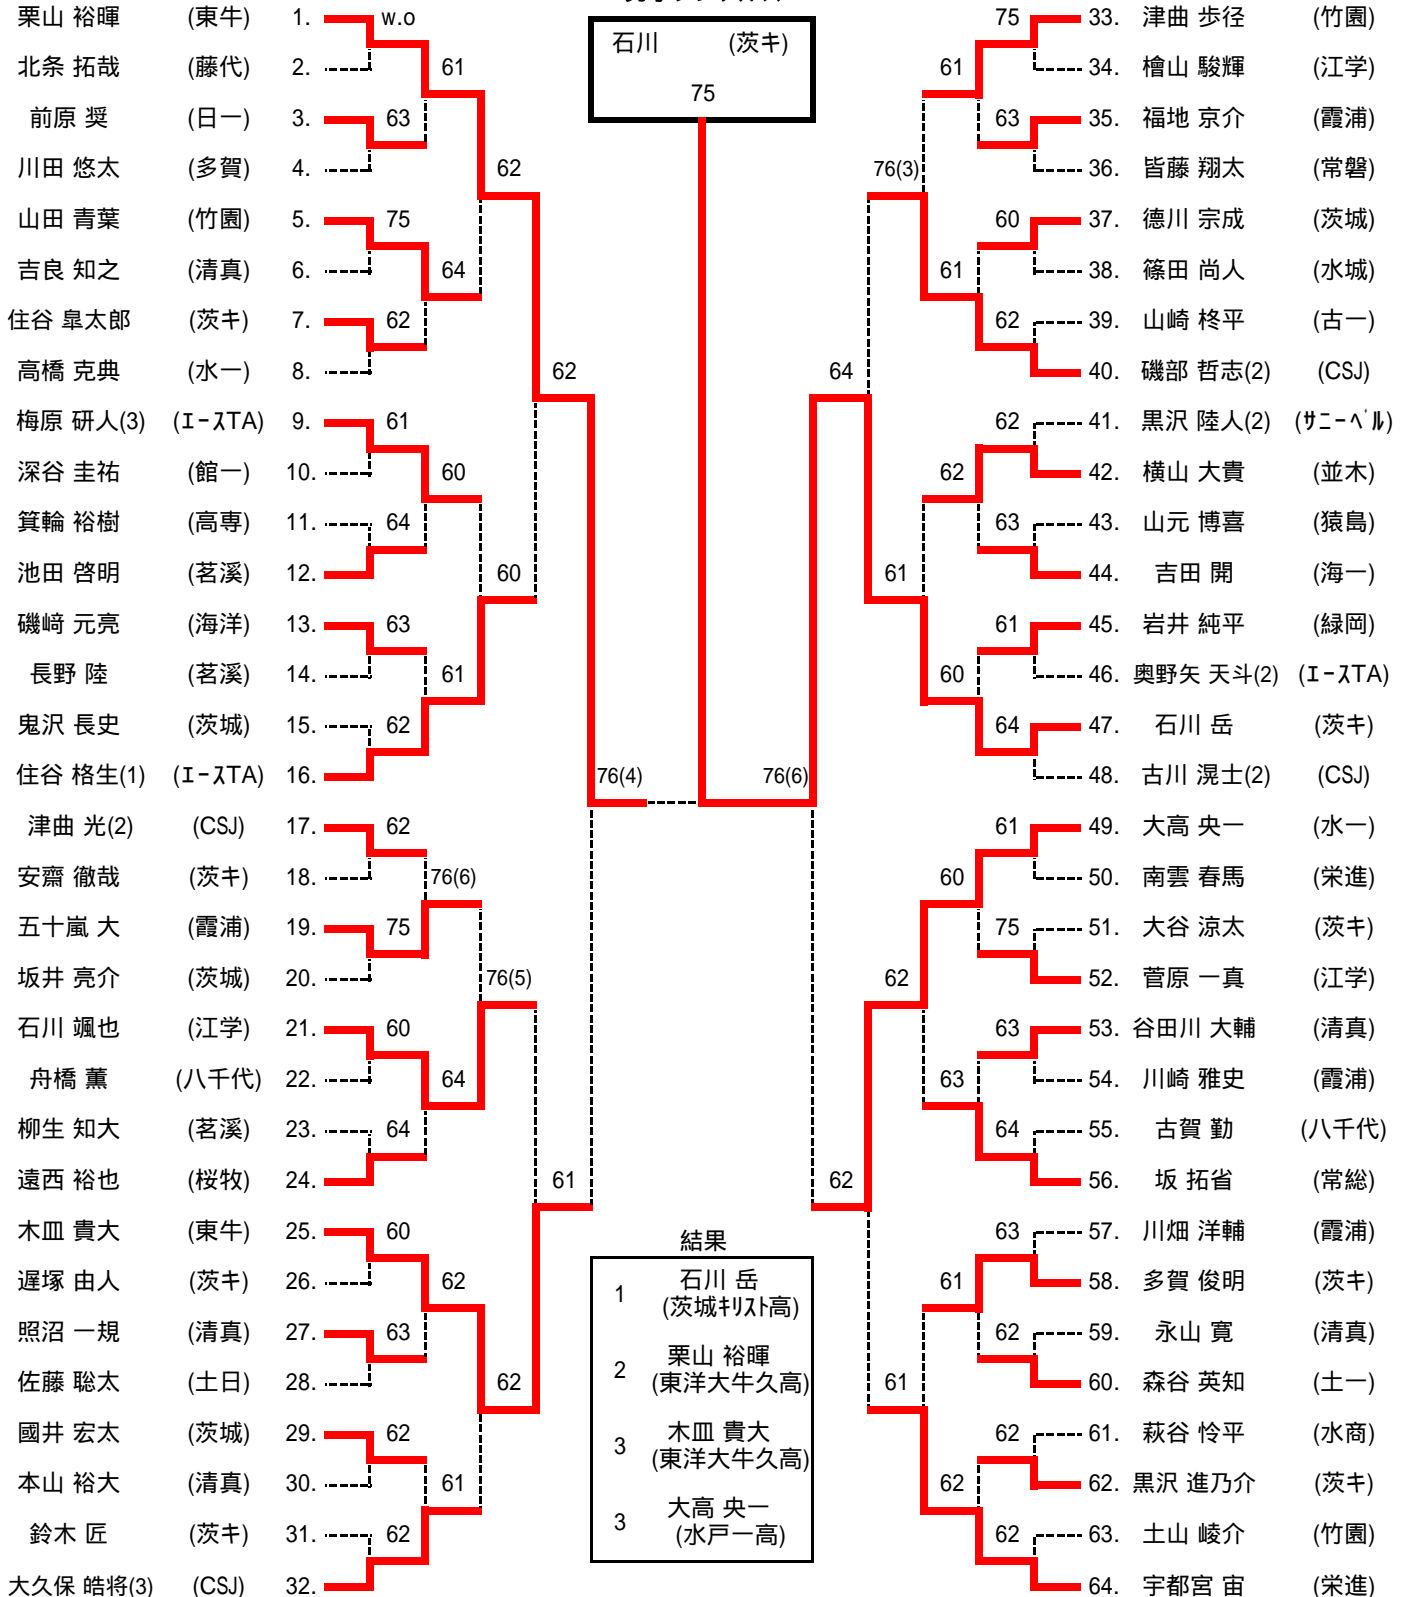 石川 (茨キ)
75
栗山 裕暉 (東牛) 1.
北条 拓哉 (藤代) 2.
前原 奨 (日一) 3.
川田 悠太 (多賀) 4.
山田 青葉 (竹園) 5.
吉良 知之 (清真) 6.
住谷 皐太郎 (茨キ) 7.
高橋 克典 (水一) 8.
梅原 研人(3) (エースTA) 9.
深谷 圭祐 (館一) 10.
箕輪 裕樹 (高専) 11.
池田 啓明 (茗溪) 12.
磯﨑 元亮 (海洋) 13.
長野 陸 (茗溪) 14.
鬼沢 長史 (茨城) 15.
住谷 格生(1) (エースTA) 16.
津曲 光(2) (CSJ) 17.
安齋 徹哉 (茨キ) 18.
五十嵐 大 (霞浦) 19.
坂井 亮介 (茨城) 20.
石川 颯也 (江学) 21.
舟橋 薫 (八千代) 22.
柳生 知大 (茗溪) 23.
遠西 裕也 (桜牧) 24.
木皿 貴大 (東牛) 25.
遅塚 由人 (茨キ) 26.
照沼 一規 (清真) 27.
佐藤 聡太 (土日) 28.
國井 宏太 (茨城) 29.
本山 裕大 (清真) 30.
鈴木 匠 (茨キ) 31.
大久保 皓将(3) (CSJ) 32.
w.o
63
75
62
61
64
63
62
62
75
60
64
60
63
62
62
61
64
60
61
76(6)
64
62
61
62
60
76(5)
62
62
61
76(4)
76(6)
64
62
76(3)
61
62
61
61
61
62
60
60
63
61
62
75
63
60
62
62
63
61
64
61
75
63
64
63
62
62
62
33. 津曲 歩径 (竹園)
34. 檜山 駿輝 (江学)
35. 福地 京介 (霞浦)
36. 皆藤 翔太 (常磐)
37. 德川 宗成 (茨城)
38. 篠田 尚人 (水城)
39. 山崎 柊平 (古一)
40. 磯部 哲志(2) (CSJ)
41. 黒沢 陸人(2) (サニーベル)
42. 横山 大貴 (並木)
43. 山元 博喜 (猿島)
44. 吉田 開 (海一)
45. 岩井 純平 (緑岡)
46. 奥野矢 天斗(2) (エースTA)
47. 石川 岳 (茨キ)
48. 古川 滉士(2) (CSJ)
49. 大高 央一 (水一)
50. 南雲 春馬 (栄進)
51. 大谷 涼太 (茨キ)
52. 菅原 一真 (江学)
53. 谷田川 大輔 (清真)
54. 川崎 雅史 (霞浦)
55. 古賀 勤 (八千代)
56. 坂 拓省 (常総)
57. 川畑 洋輔 (霞浦)
58. 多賀 俊明 (茨キ)
59. 永山 寛 (清真)
60. 森谷 英知 (土一)
61. 萩谷 怜平 (水商)
62. 黒沢 進乃介 (茨キ)
63. 土山 崚介 (竹園)
64. 宇都宮 宙 (栄進)
結果
1 石川 岳
(茨城キリスト高)
2 栗山 裕暉
(東洋大牛久高)
3 木皿 貴大
(東洋大牛久高)
3 大高 央一
(水戸一高)